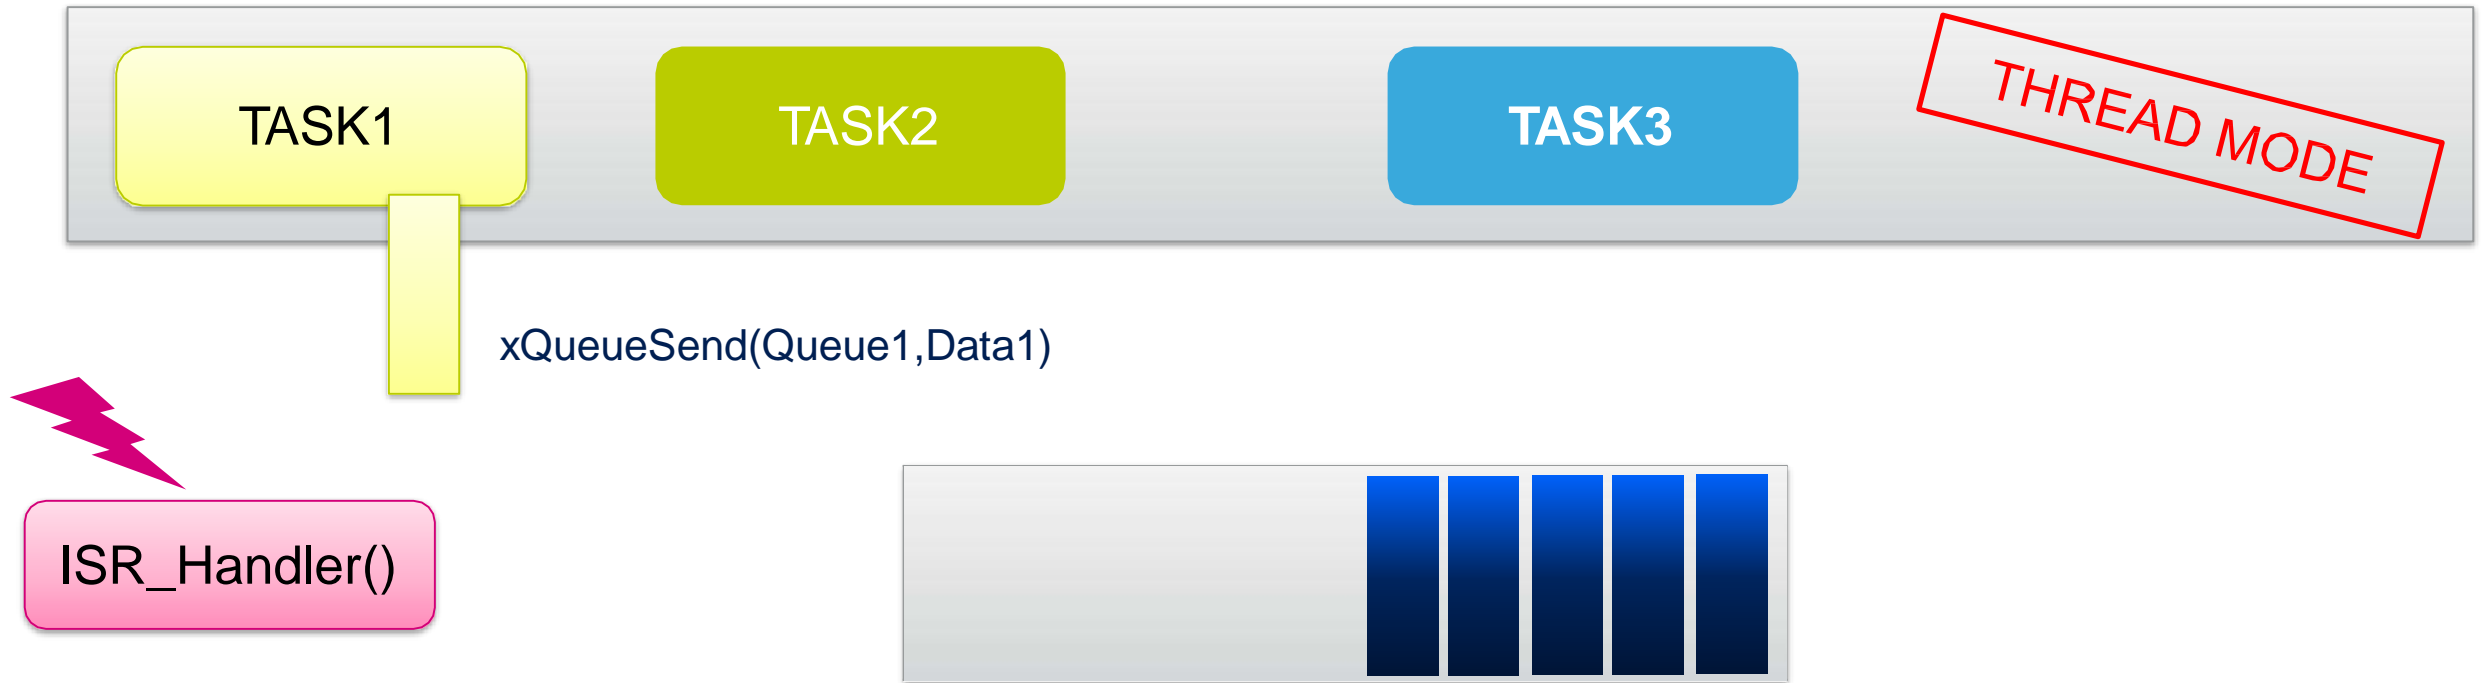 TASK1
TASK2
TASK3
THREAD MODE
xQueueSend(Queue1,Data1)
ISR_Handler()